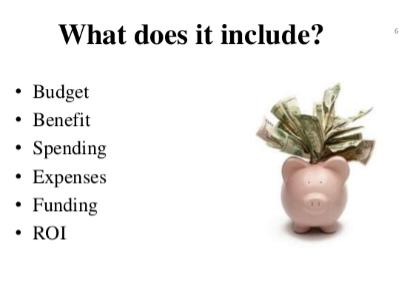 What does it include?
6
• Budget
• Benefit
• Spending
• Expenses
• Funding
• ROI